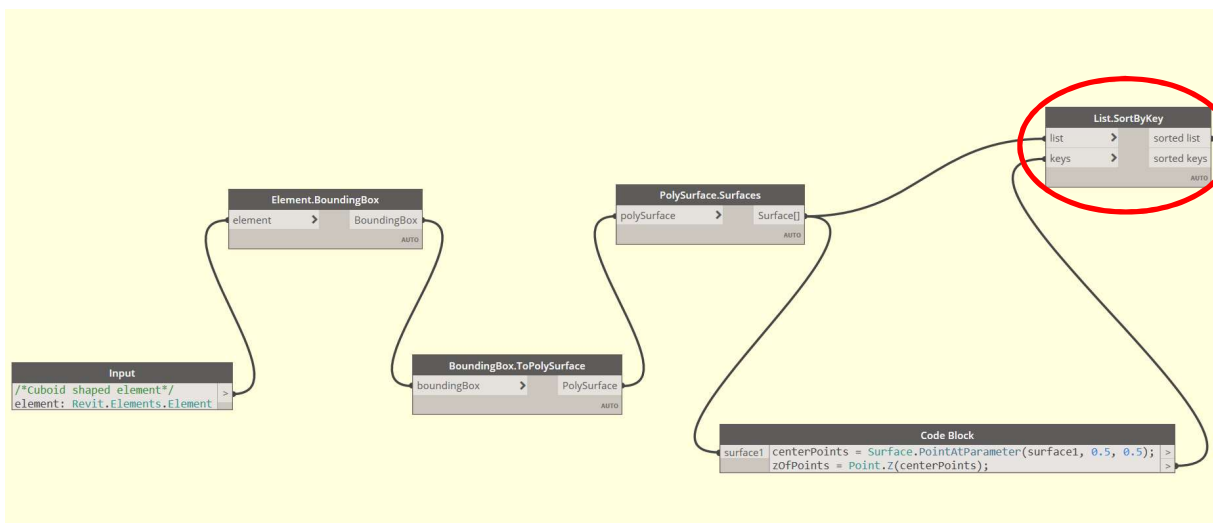 List.SortByKey
list > sorted list
keys > sorted keys
AUTO
Element.BoundingBox
element > BoundingBox
AUTO
PolySurface.Surfaces
polySurface > Surface[]
AUTO
Input
/*Cuboid shaped element*/ >
element: Revit.Elements.Element
BoundingBox.ToPolySurface
boundingBox > PolySurface
AUTO
Code Block
surface1 centerPoints = Surface.PointAtParameter(surface1, 0.5, 0.5); >
zOfPoints = Point.Z(centerPoints); >